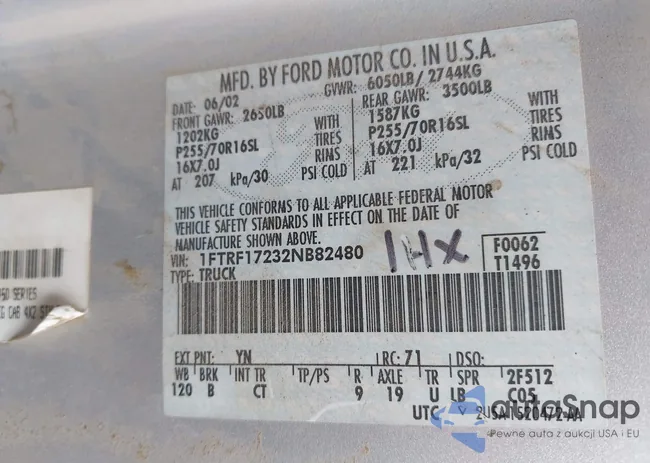 MFD. BY FORD MOTOR CO. IN U.S.A.
DATE: 06/02 GVWR: 6050LB/ 2744KG
FRONT GAWR: 2650LB REAR GAWR: 3500LB
1202KG WITH 1587KG WITH
P255/70R16SL TIRES P255/70R16SL TIRES
16X7.0J RIMS 16X7.0J RIMS
AT 207 kPa/30 PSI COLD AT 221 kPa/32 PSI COLD
THIS VEHICLE CONFORMS TO ALL APPLICABLE FEDERAL MOTOR
VEHICLE SAFETY STANDARDS IN EFFECT ON THE DATE OF
MANUFACTURE SHOWN ABOVE.
VIN: 1FTRF17232NB82480 1HX F0062
TYPE: TRUCK T1496
SERIES
CAB 4X2
EXT PNT: YN RC: 71 DSO:
WB BRK INT TR TP/PS R AXLE TR SPR 2F512
120 B CT 9 19 U LB C05
UTC
AutoSnap
Pewne auta z aukcji USA i EU